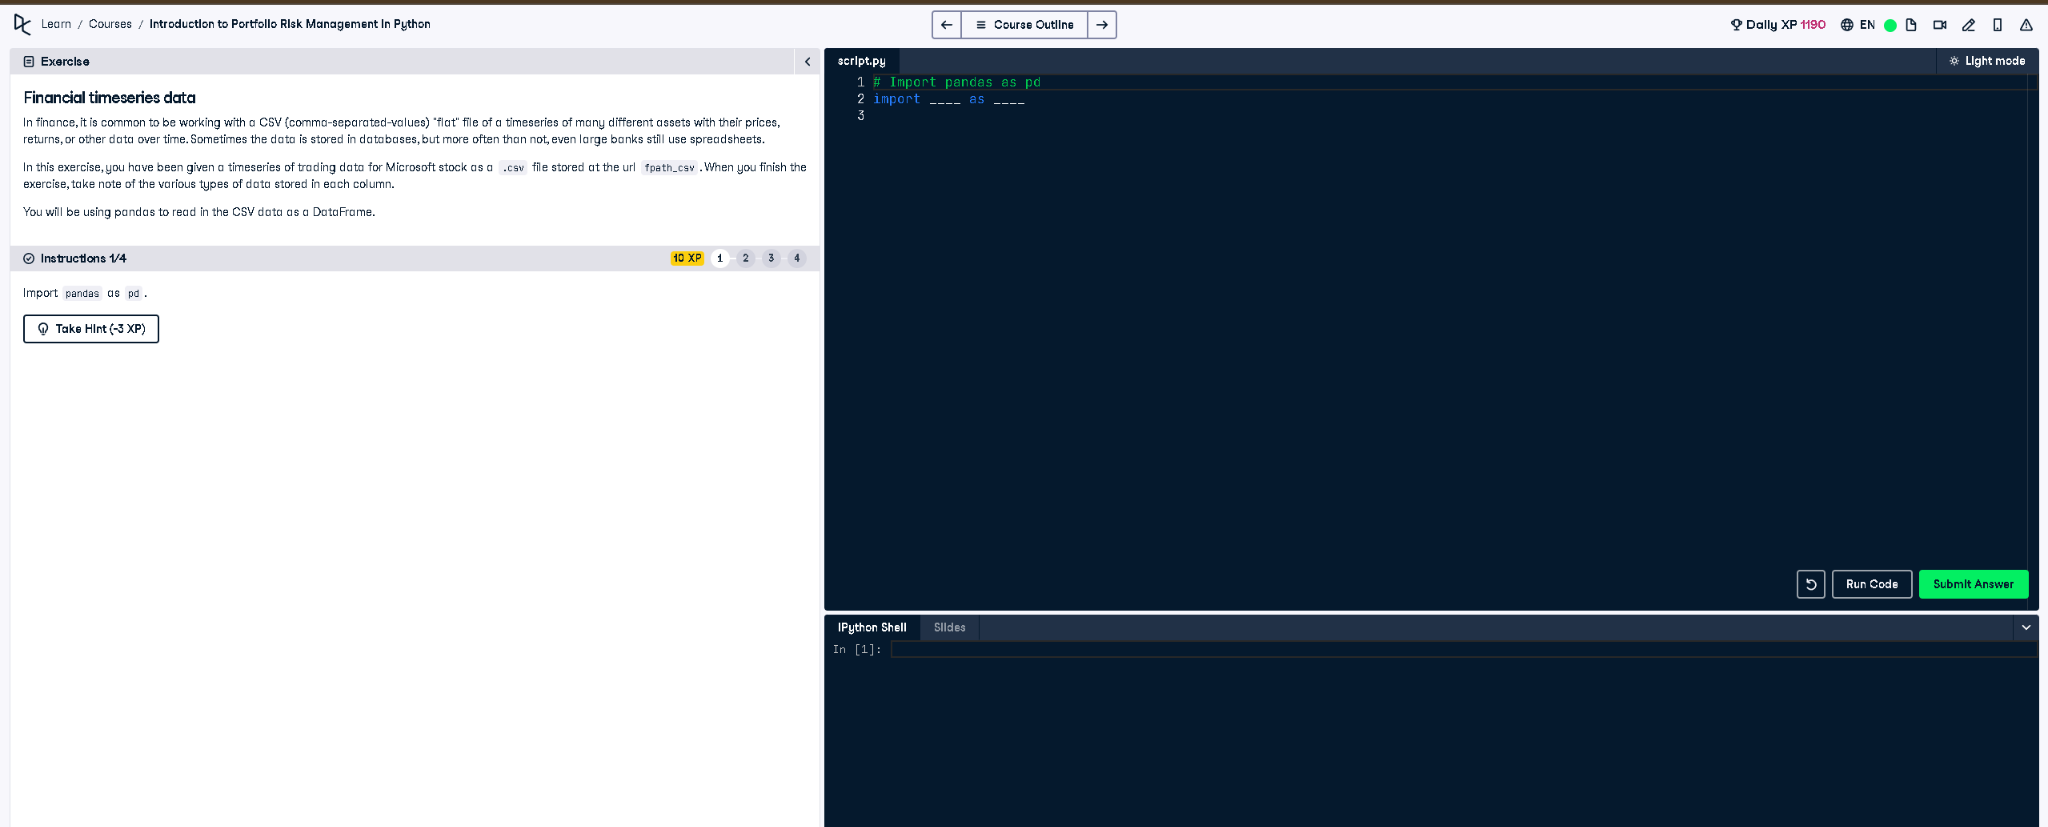 Learn / Courses / Introduction to Portfolio Risk Management in Python
Course Outline
Daily XP 1190
EN
Exercise
Financial timeseries data
In finance, it is common to be working with a CSV (comma-separated-values) "flat" file of a timeseries of many different assets with their prices,
returns, or other data over time. Sometimes the data is stored in databases, but more often than not, even large banks still use spreadsheets.
In this exercise, you have been given a timeseries of trading data for Microsoft stock as a .csv file stored at the url fpath_csv. When you finish the
exercise, take note of the various types of data stored in each column.
You will be using pandas to read in the CSV data as a DataFrame.
Instructions 1/4
10 XP
1 2 3 4
Import pandas as pd.
Take Hint (-3 XP)
script.py
Light mode
1 # Import pandas as pd
2 import ____ as ____
3
Run Code
Submit Answer
IPython Shell
Slides
In [1]: